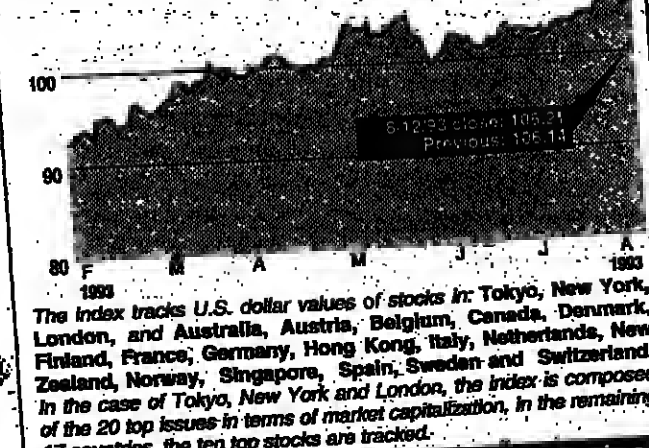 100
90
8-12-93 close: 106.21
Previous: 106.14
80
F M A M J J A
1993 1993
The index tracks U.S. dollar values of stocks in: Tokyo, New York,
London, and Australia, Austria, Belgium, Canada, Denmark,
Finland, France, Germany, Hong Kong, Italy, Netherlands, New
Zealand, Norway, Singapore, Spain, Sweden and Switzerland.
In the case of Tokyo, New York and London, the index is composed
of the 20 top issues in terms of market capitalization. In the remaining
17 countries, the ten top stocks are tracked.